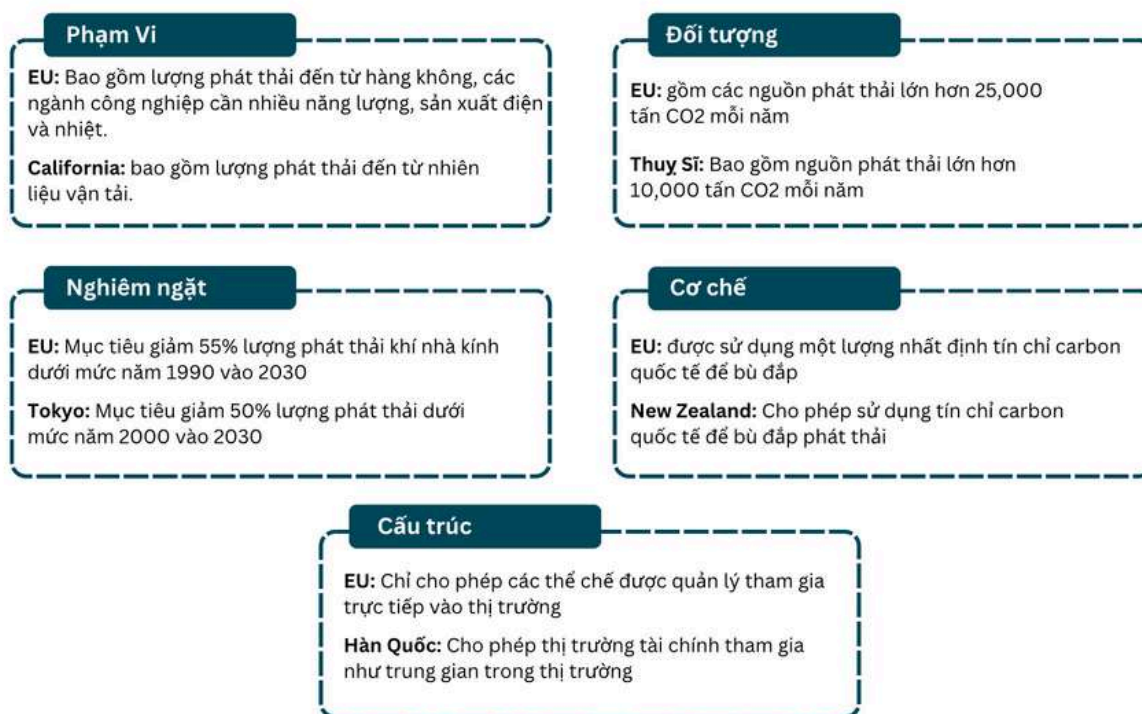 Phạm Vi
EU: Bao gồm lượng phát thải đến từ hàng không, các
ngành công nghiệp cần nhiều năng lượng, sản xuất điện
và nhiệt.
California: bao gồm lượng phát thải đến từ nhiên
liệu vận tải.
Đối tượng
EU: gồm các nguồn phát thải lớn hơn 25,000
tấn CO2 mỗi năm
Thuỵ Sĩ: Bao gồm nguồn phát thải lớn hơn
10,000 tấn CO2 mỗi năm
Nghiêm ngặt
EU: Mục tiêu giảm 55% lượng phát thải khí nhà kính
dưới mức năm 1990 vào 2030
Tokyo: Mục tiêu giảm 50% lượng phát thải dưới
mức năm 2000 vào 2030
Cơ chế
EU: được sử dụng một lượng nhất định tín chỉ carbon
quốc tế để bù đắp
New Zealand: Cho phép sử dụng tín chỉ carbon
quốc tế để bù đắp phát thải
Cấu trúc
EU: Chỉ cho phép các thể chế được quản lý tham gia
trực tiếp vào thị trường
Hàn Quốc: Cho phép thị trường tài chính tham gia
như trung gian trong thị trường